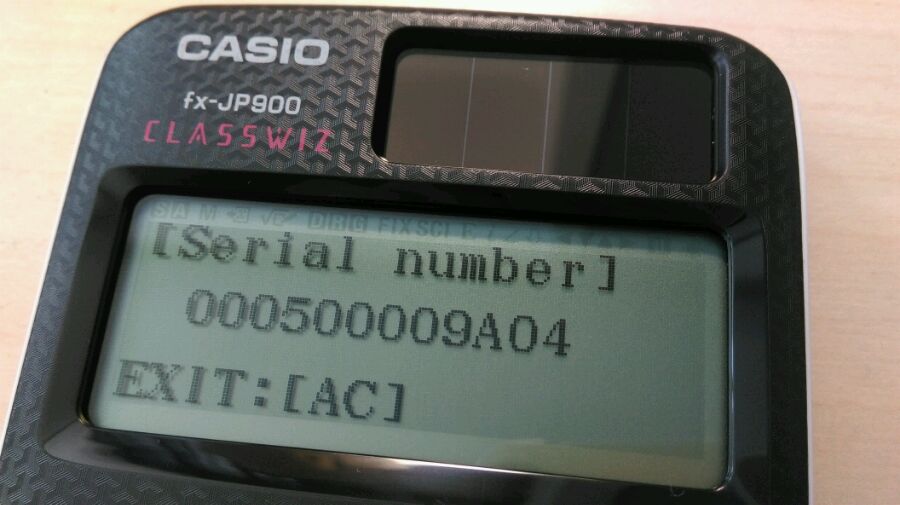 CASIO
fx-JP900
CLASSWIZ
[Serial number]
000500009A04
EXIT:[AC]